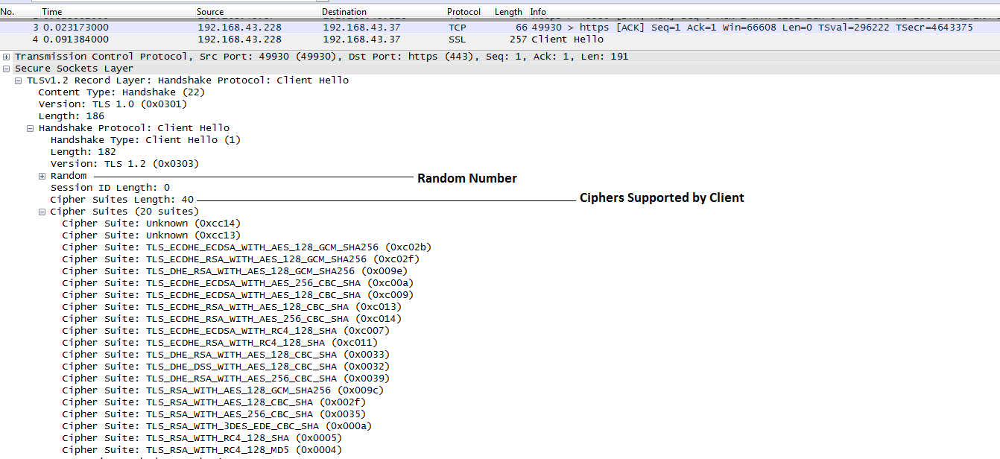 No. Time Source Destination Protocol Length Info
3 0.023173000 192.168.43.228 192.168.43.37 TCP 66 49930 > https [ACK] Seq=1 Ack=1 Win=66608 Len=0 TSval=296222 TSecr=4643375
4 0.091384000 192.168.43.228 192.168.43.37 SSL 257 Client Hello
Transmission Control Protocol, Src Port: 49930 (49930), Dst Port: https (443), Seq: 1, Ack: 1, Len: 191
Secure Sockets Layer
TLSv1.2 Record Layer: Handshake Protocol: Client Hello
Content Type: Handshake (22)
Version: TLS 1.0 (0x0301)
Length: 186
Handshake Protocol: Client Hello
Handshake Type: Client Hello (1)
Length: 182
Version: TLS 1.2 (0x0303)
Random Random Number
Session ID Length: 0
Cipher Suites Length: 40 Ciphers Supported by Client
Cipher Suites (20 suites)
Cipher Suite: Unknown (0xcc14)
Cipher Suite: Unknown (0xcc13)
Cipher Suite: TLS_ECDHE_ECDSA_WITH_AES_128_GCM_SHA256 (0xc02b)
Cipher Suite: TLS_ECDHE_RSA_WITH_AES_128_GCM_SHA256 (0xc02f)
Cipher Suite: TLS_DHE_RSA_WITH_AES_128_GCM_SHA256 (0x009e)
Cipher Suite: TLS_ECDHE_ECDSA_WITH_AES_256_CBC_SHA (0xc00a)
Cipher Suite: TLS_ECDHE_ECDSA_WITH_AES_128_CBC_SHA (0xc009)
Cipher Suite: TLS_ECDHE_RSA_WITH_AES_128_CBC_SHA (0xc013)
Cipher Suite: TLS_ECDHE_RSA_WITH_AES_256_CBC_SHA (0xc014)
Cipher Suite: TLS_ECDHE_ECDSA_WITH_RC4_128_SHA (0xc007)
Cipher Suite: TLS_ECDHE_RSA_WITH_RC4_128_SHA (0xc011)
Cipher Suite: TLS_DHE_RSA_WITH_AES_128_CBC_SHA (0x0033)
Cipher Suite: TLS_DHE_DSS_WITH_AES_128_CBC_SHA (0x0032)
Cipher Suite: TLS_DHE_RSA_WITH_AES_256_CBC_SHA (0x0039)
Cipher Suite: TLS_RSA_WITH_AES_128_GCM_SHA256 (0x009c)
Cipher Suite: TLS_RSA_WITH_AES_128_CBC_SHA (0x002f)
Cipher Suite: TLS_RSA_WITH_AES_256_CBC_SHA (0x0035)
Cipher Suite: TLS_RSA_WITH_3DES_EDE_CBC_SHA (0x000a)
Cipher Suite: TLS_RSA_WITH_RC4_128_SHA (0x0005)
Cipher Suite: TLS_RSA_WITH_RC4_128_MD5 (0x0004)